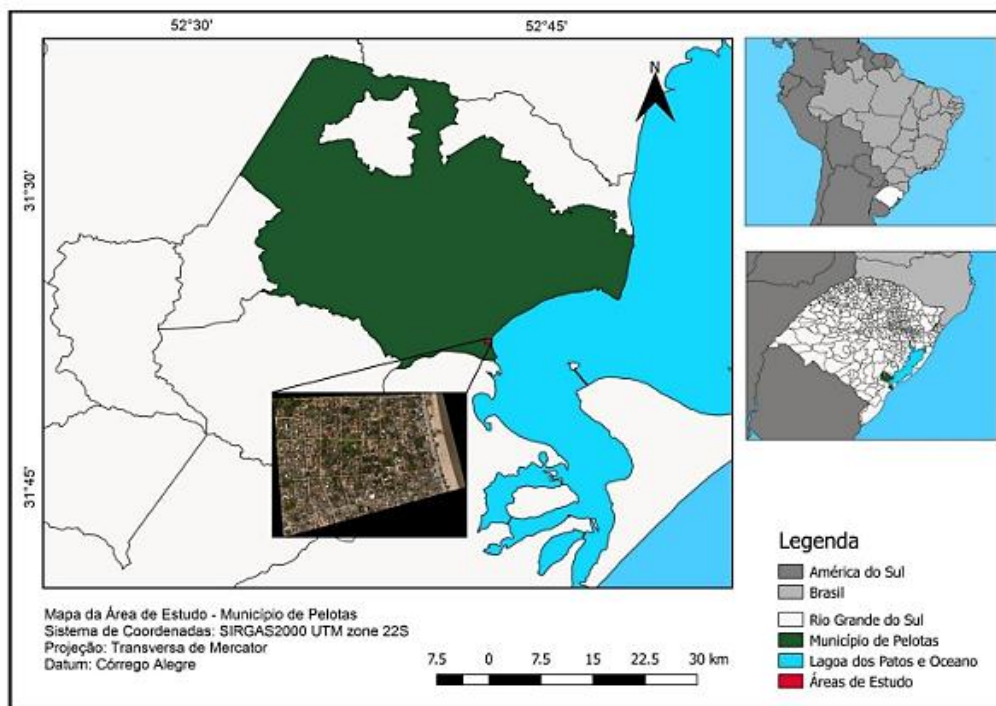 52°30'
52°45'
N
31°30'
31°45'
Legenda
América do Sul
Brasil
Rio Grande do Sul
Município de Pelotas
Lagoa dos Patos e Oceano
Áreas de Estudo
Mapa da Área de Estudo - Município de Pelotas
Sistema de Coordenadas: SIRGAS2000 UTM zone 22S
Projeção: Transversa de Mercator
Datum: Córrego Alegre
7.5 0 7.5 15 22.5 30 km